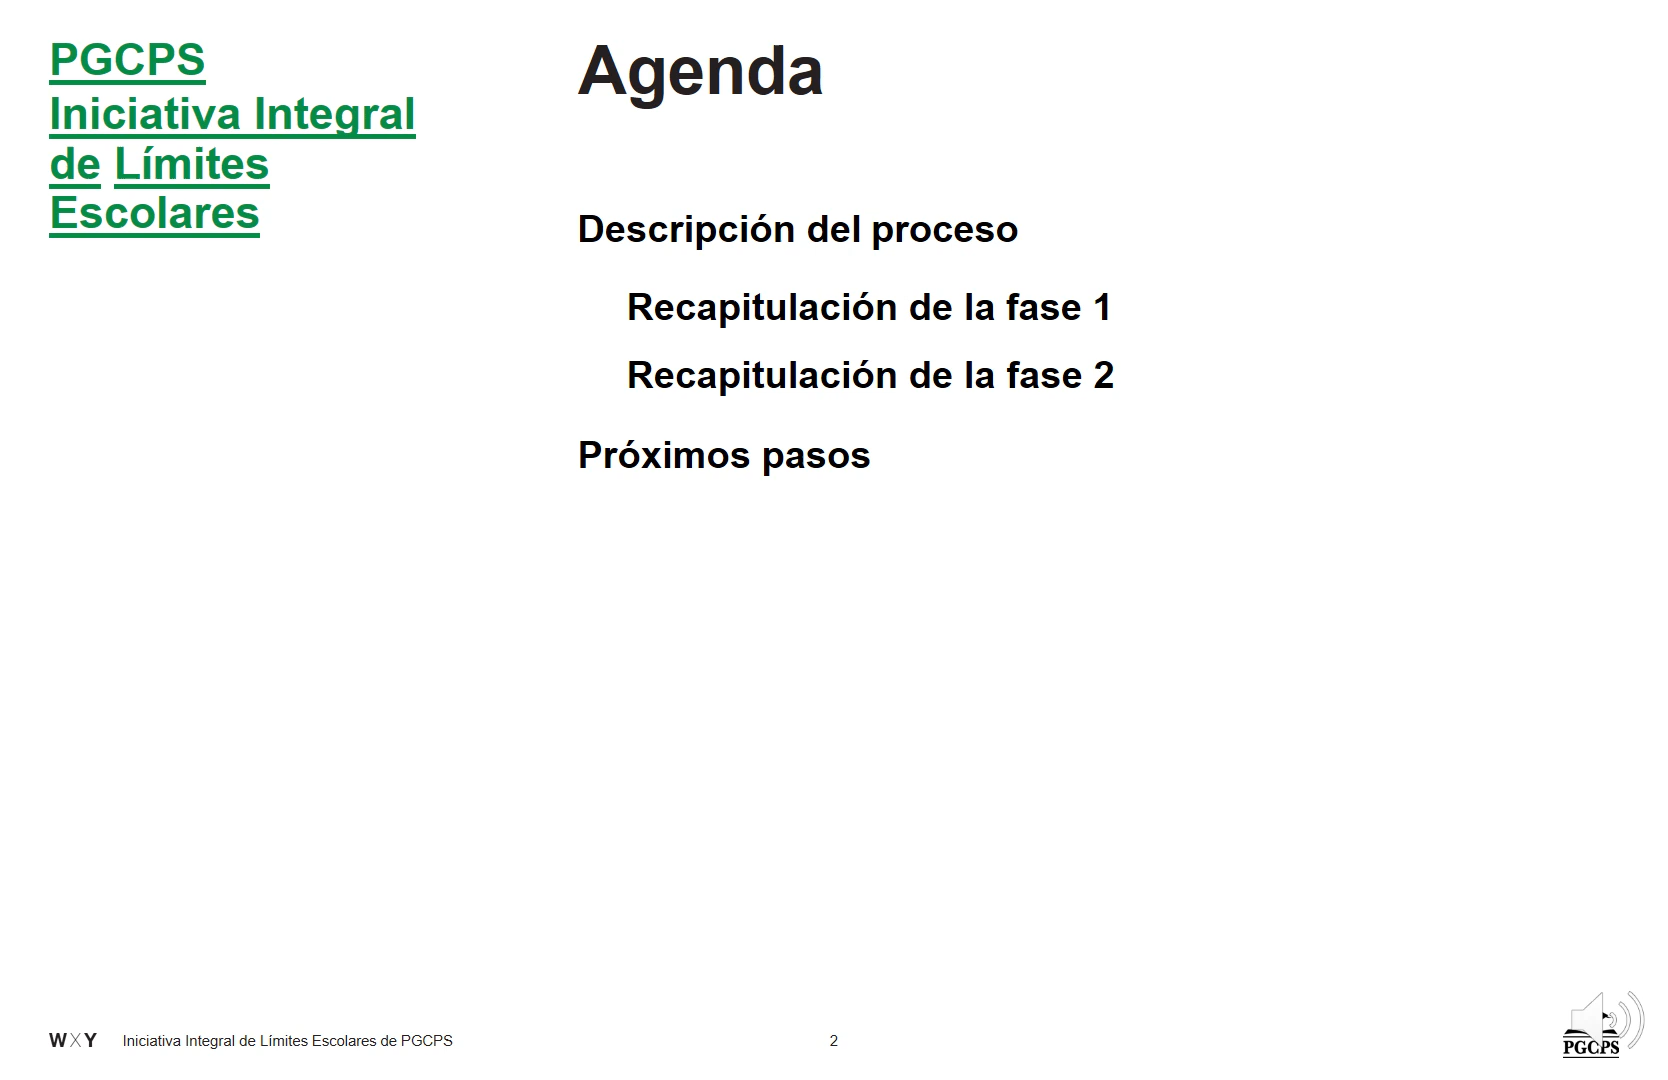 PGCPS
Iniciativa Integral
de Límites
Escolares
Agenda
Descripción del proceso
Recapitulación de la fase 1
Recapitulación de la fase 2
Próximos pasos
WXY
Iniciativa Integral de Límites Escolares de PGCPS
2
PGCPS